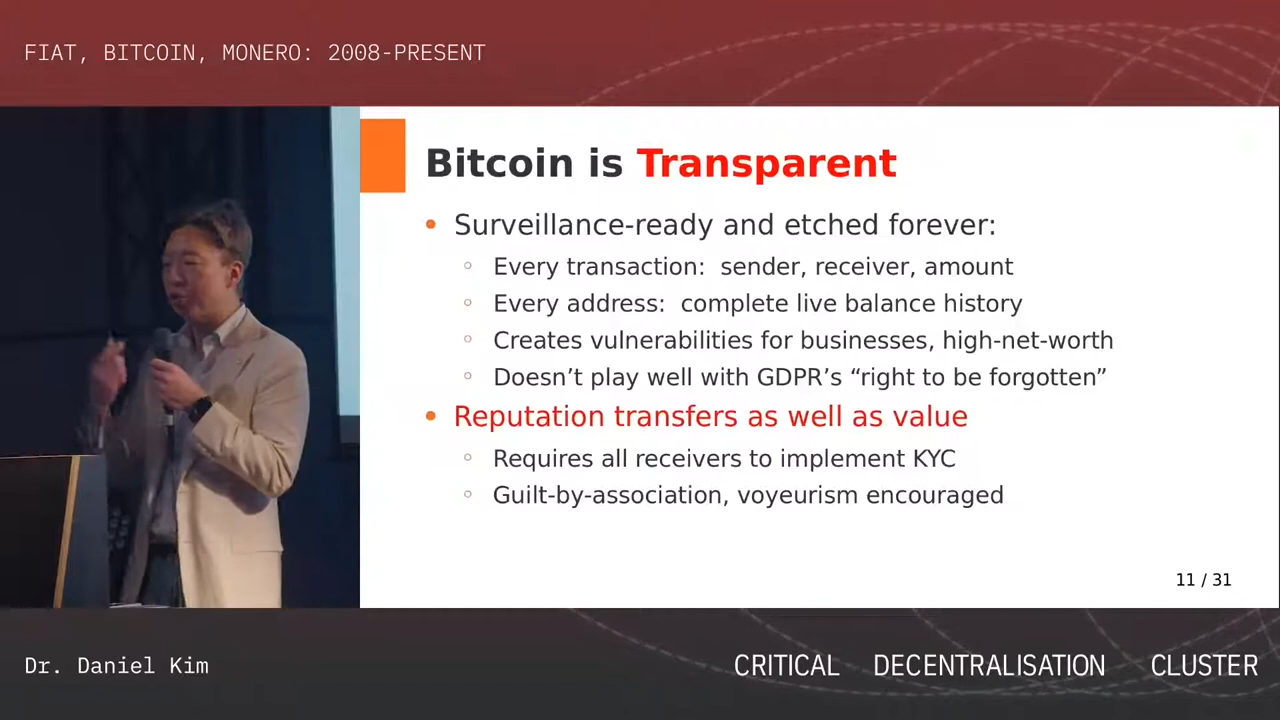 FIAT, BITCOIN, MONERO: 2008-PRESENT
Bitcoin is Transparent
• Surveillance-ready and etched forever:
◦ Every transaction:  sender, receiver, amount
◦ Every address:  complete live balance history
◦ Creates vulnerabilities for businesses, high-net-worth
◦ Doesn’t play well with GDPR’s “right to be forgotten”
• Reputation transfers as well as value
◦ Requires all receivers to implement KYC
◦ Guilt-by-association, voyeurism encouraged
11 / 31
Dr. Daniel Kim
CRITICAL DECENTRALISATION CLUSTER